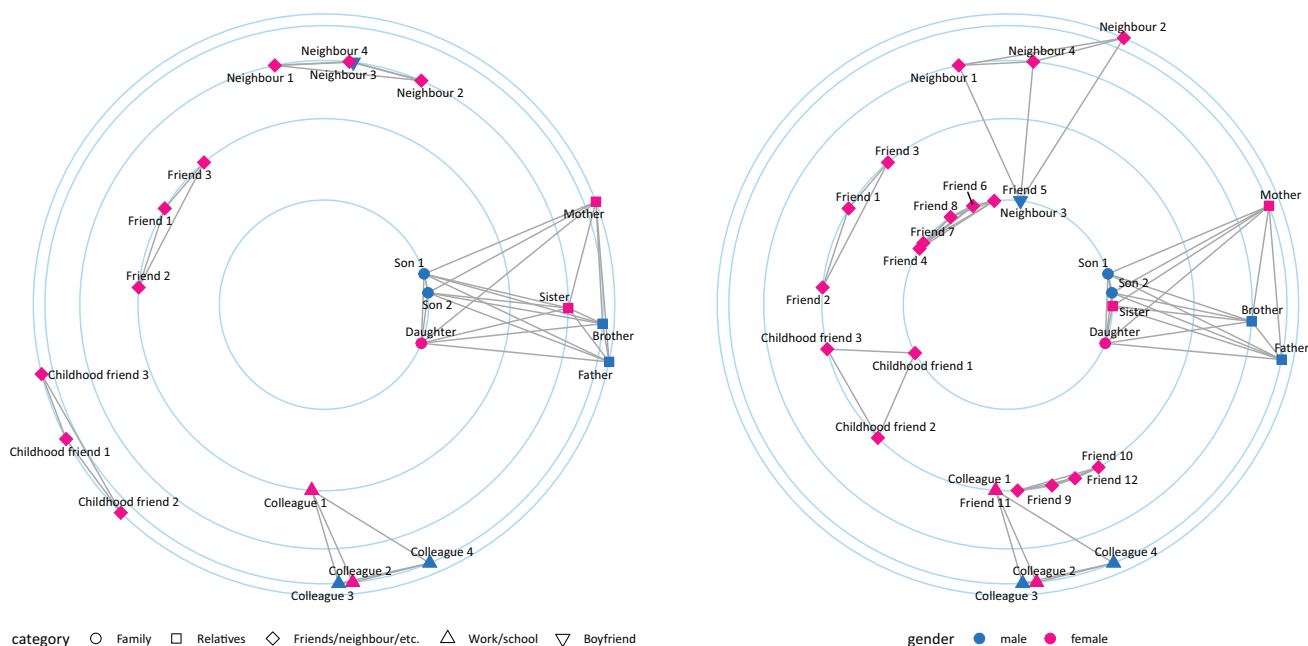 Neighbour 4
Neighbour 1
Neighbour 3
Neighbour 2
Friend 3
Friend 1
Friend 2
Mother
Son 1
Son 2
Sister
Daughter
Brother
Father
Childhood friend 3
Childhood friend 1
Childhood friend 2
Colleague 1
Colleague 4
Colleague 2
Colleague 3
Neighbour 2
Neighbour 4
Neighbour 1
Friend 3
Friend 6
Friend 5
Friend 1
Friend 8
Neighbour 3
Friend 7
Friend 4
Mother
Son 1
Friend 2
Son 2
Sister
Brother
Daughter
Childhood friend 3
Father
Childhood friend 1
Childhood friend 2
Friend 10
Colleague 1
Friend 12
Friend 11
Friend 9
Colleague 4
Colleague 2
Colleague 3
category Family Relatives Friends/neighbour/etc. Work/school Boyfriend
gender male female